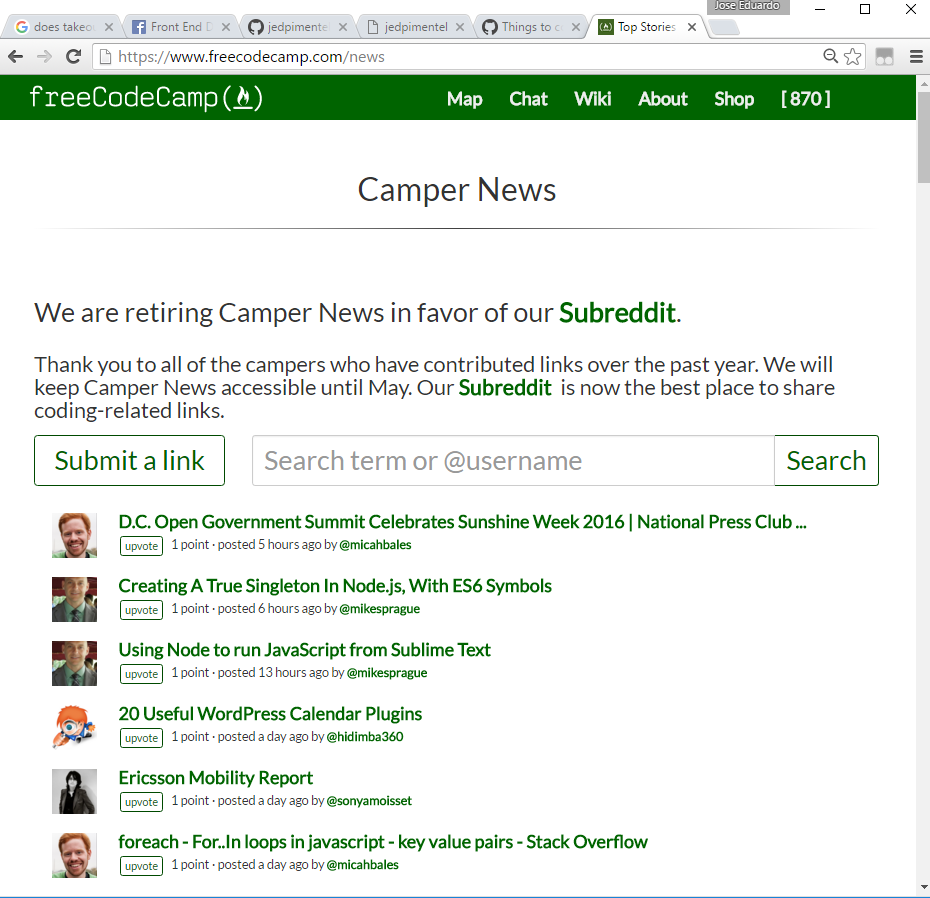 Jose Eduardo
does takeo
Front End D
jedpimente
jedpimentel
Things to c
Top Stories
https://www.freecodecamp.com/news
freeCodeCamp(🔥)
Map Chat Wiki About Shop [ 870 ]
Camper News
We are retiring Camper News in favor of our Subreddit.
Thank you to all of the campers who have contributed links over the past year. We will
keep Camper News accessible until May. Our Subreddit is now the best place to share
coding-related links.
Submit a link
Search term or @username
Search
D.C. Open Government Summit Celebrates Sunshine Week 2016 | National Press Club ...
upvote 1 point · posted 5 hours ago by @micahbales
Creating A True Singleton In Node.js, With ES6 Symbols
upvote 1 point · posted 6 hours ago by @mikesprague
Using Node to run JavaScript from Sublime Text
upvote 1 point · posted 13 hours ago by @mikesprague
20 Useful WordPress Calendar Plugins
upvote 1 point · posted a day ago by @hidimba360
Ericsson Mobility Report
upvote 1 point · posted a day ago by @sonyamoisset
foreach - For..In loops in javascript - key value pairs - Stack Overflow
upvote 1 point · posted a day ago by @micahbales